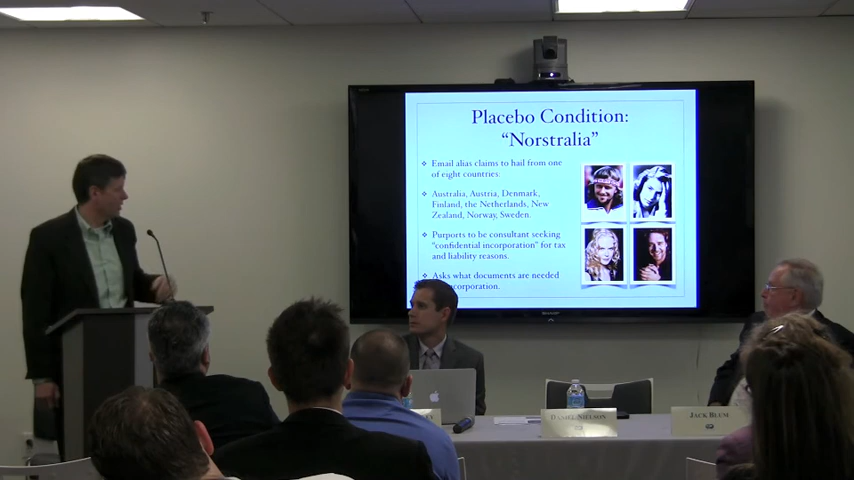 Placebo Condition:
"Norstralia"
❖ Email alias claims to hail from one
of eight countries:
❖ Australia, Austria, Denmark,
Finland, the Netherlands, New
Zealand, Norway, Sweden.
❖ Purports to be consultant seeking
"confidential incorporation" for tax
and liability reasons.
❖ Asks what documents are needed
incorporation.
SHARP
DANIEL NIELSON
JACK BLUM